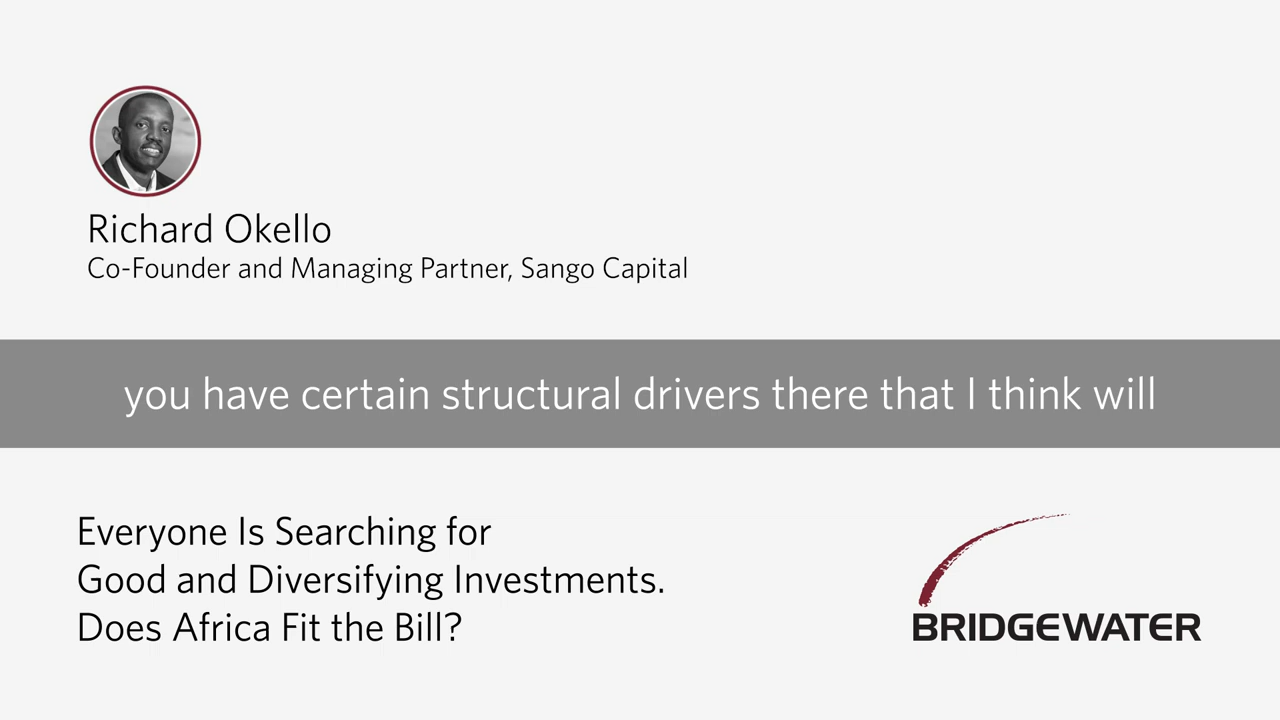 Richard Okello
Co-Founder and Managing Partner, Sango Capital
you have certain structural drivers there that I think will
Everyone Is Searching for
Good and Diversifying Investments.
Does Africa Fit the Bill?
BRIDGEWATER